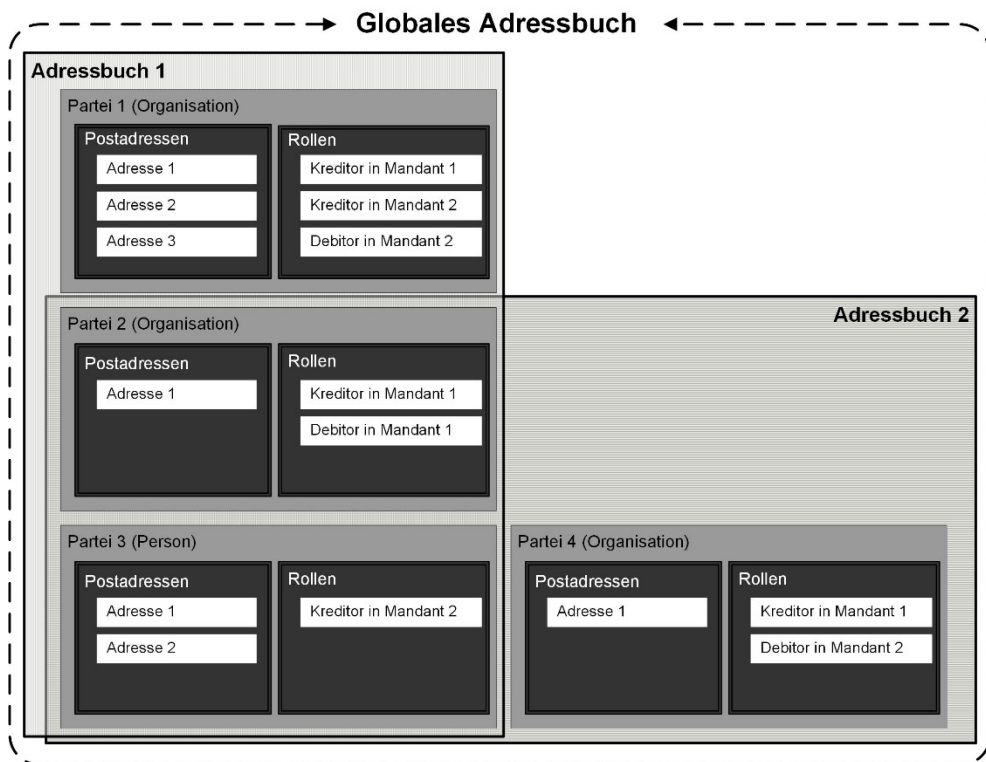 Globales Adressbuch
Adressbuch 1
Partei 1 (Organisation)
Postadressen
Adresse 1
Adresse 2
Adresse 3
Rollen
Kreditor in Mandant 1
Kreditor in Mandant 2
Debitor in Mandant 2
Adressbuch 2
Partei 2 (Organisation)
Postadressen
Adresse 1
Rollen
Kreditor in Mandant 1
Debitor in Mandant 1
Partei 3 (Person)
Postadressen
Adresse 1
Adresse 2
Rollen
Kreditor in Mandant 2
Partei 4 (Organisation)
Postadressen
Adresse 1
Rollen
Kreditor in Mandant 1
Debitor in Mandant 2